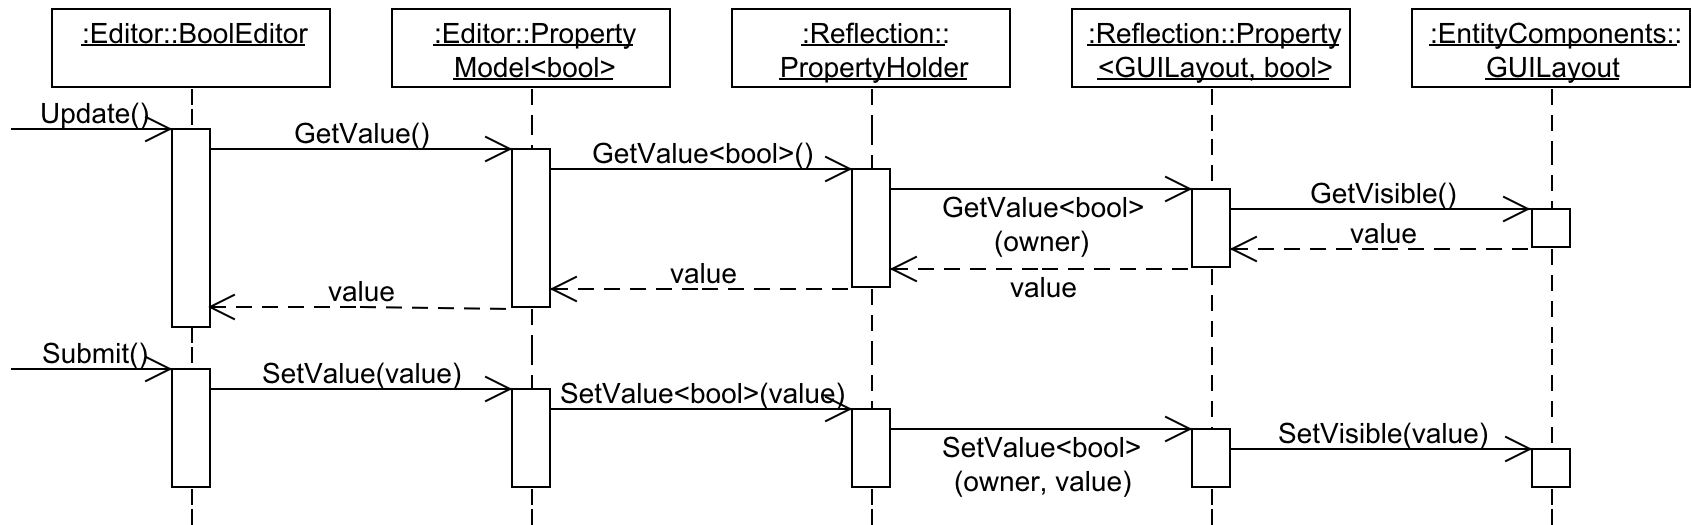 :Editor::BoolEditor
:Editor::Property
Model<bool>
:Reflection::
PropertyHolder
:Reflection::Property
<GUILayout, bool>
:EntityComponents::
GUILayout
Update()
GetValue()
GetValue<bool>()
GetValue<bool>
(owner)
GetVisible()
value
value
value
value
Submit()
SetValue(value)
SetValue<bool>(value)
SetValue<bool>
(owner, value)
SetVisible(value)